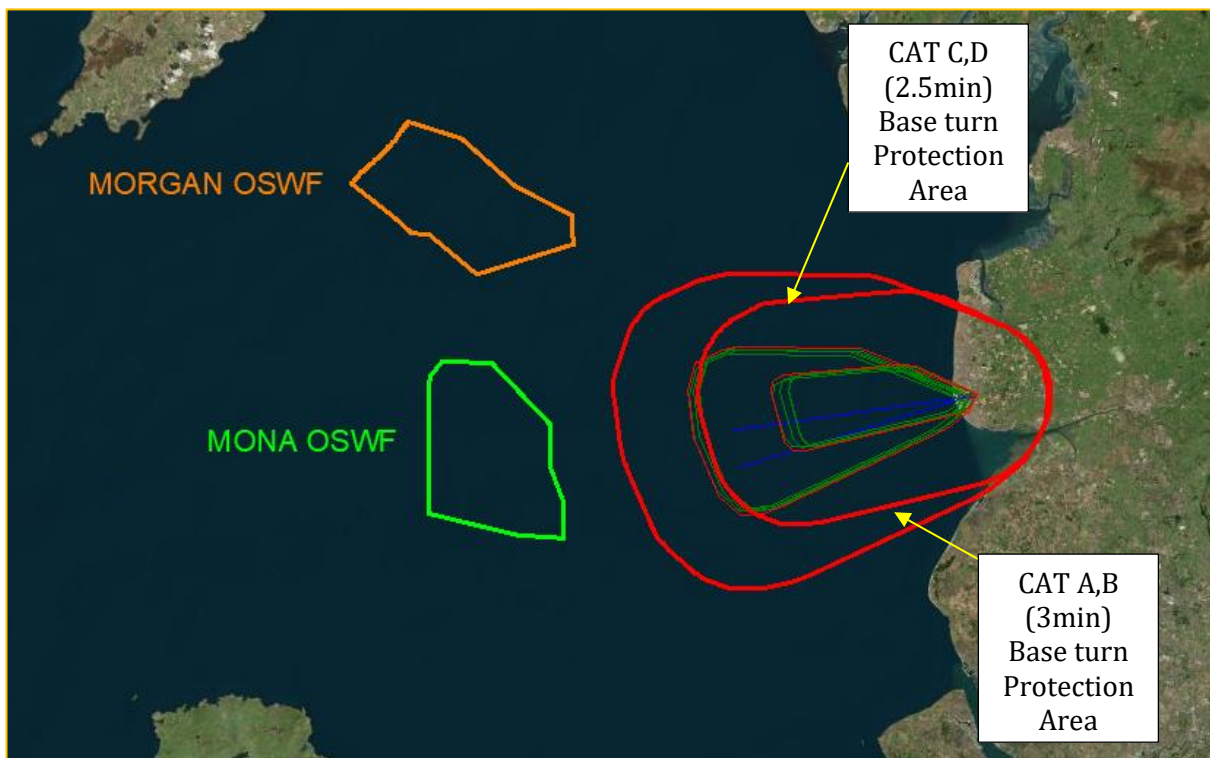 CAT C,D
(2.5min)
Base turn
Protection
Area
MORGAN OSWF
MONA OSWF
CAT A,B
(3min)
Base turn
Protection
Area